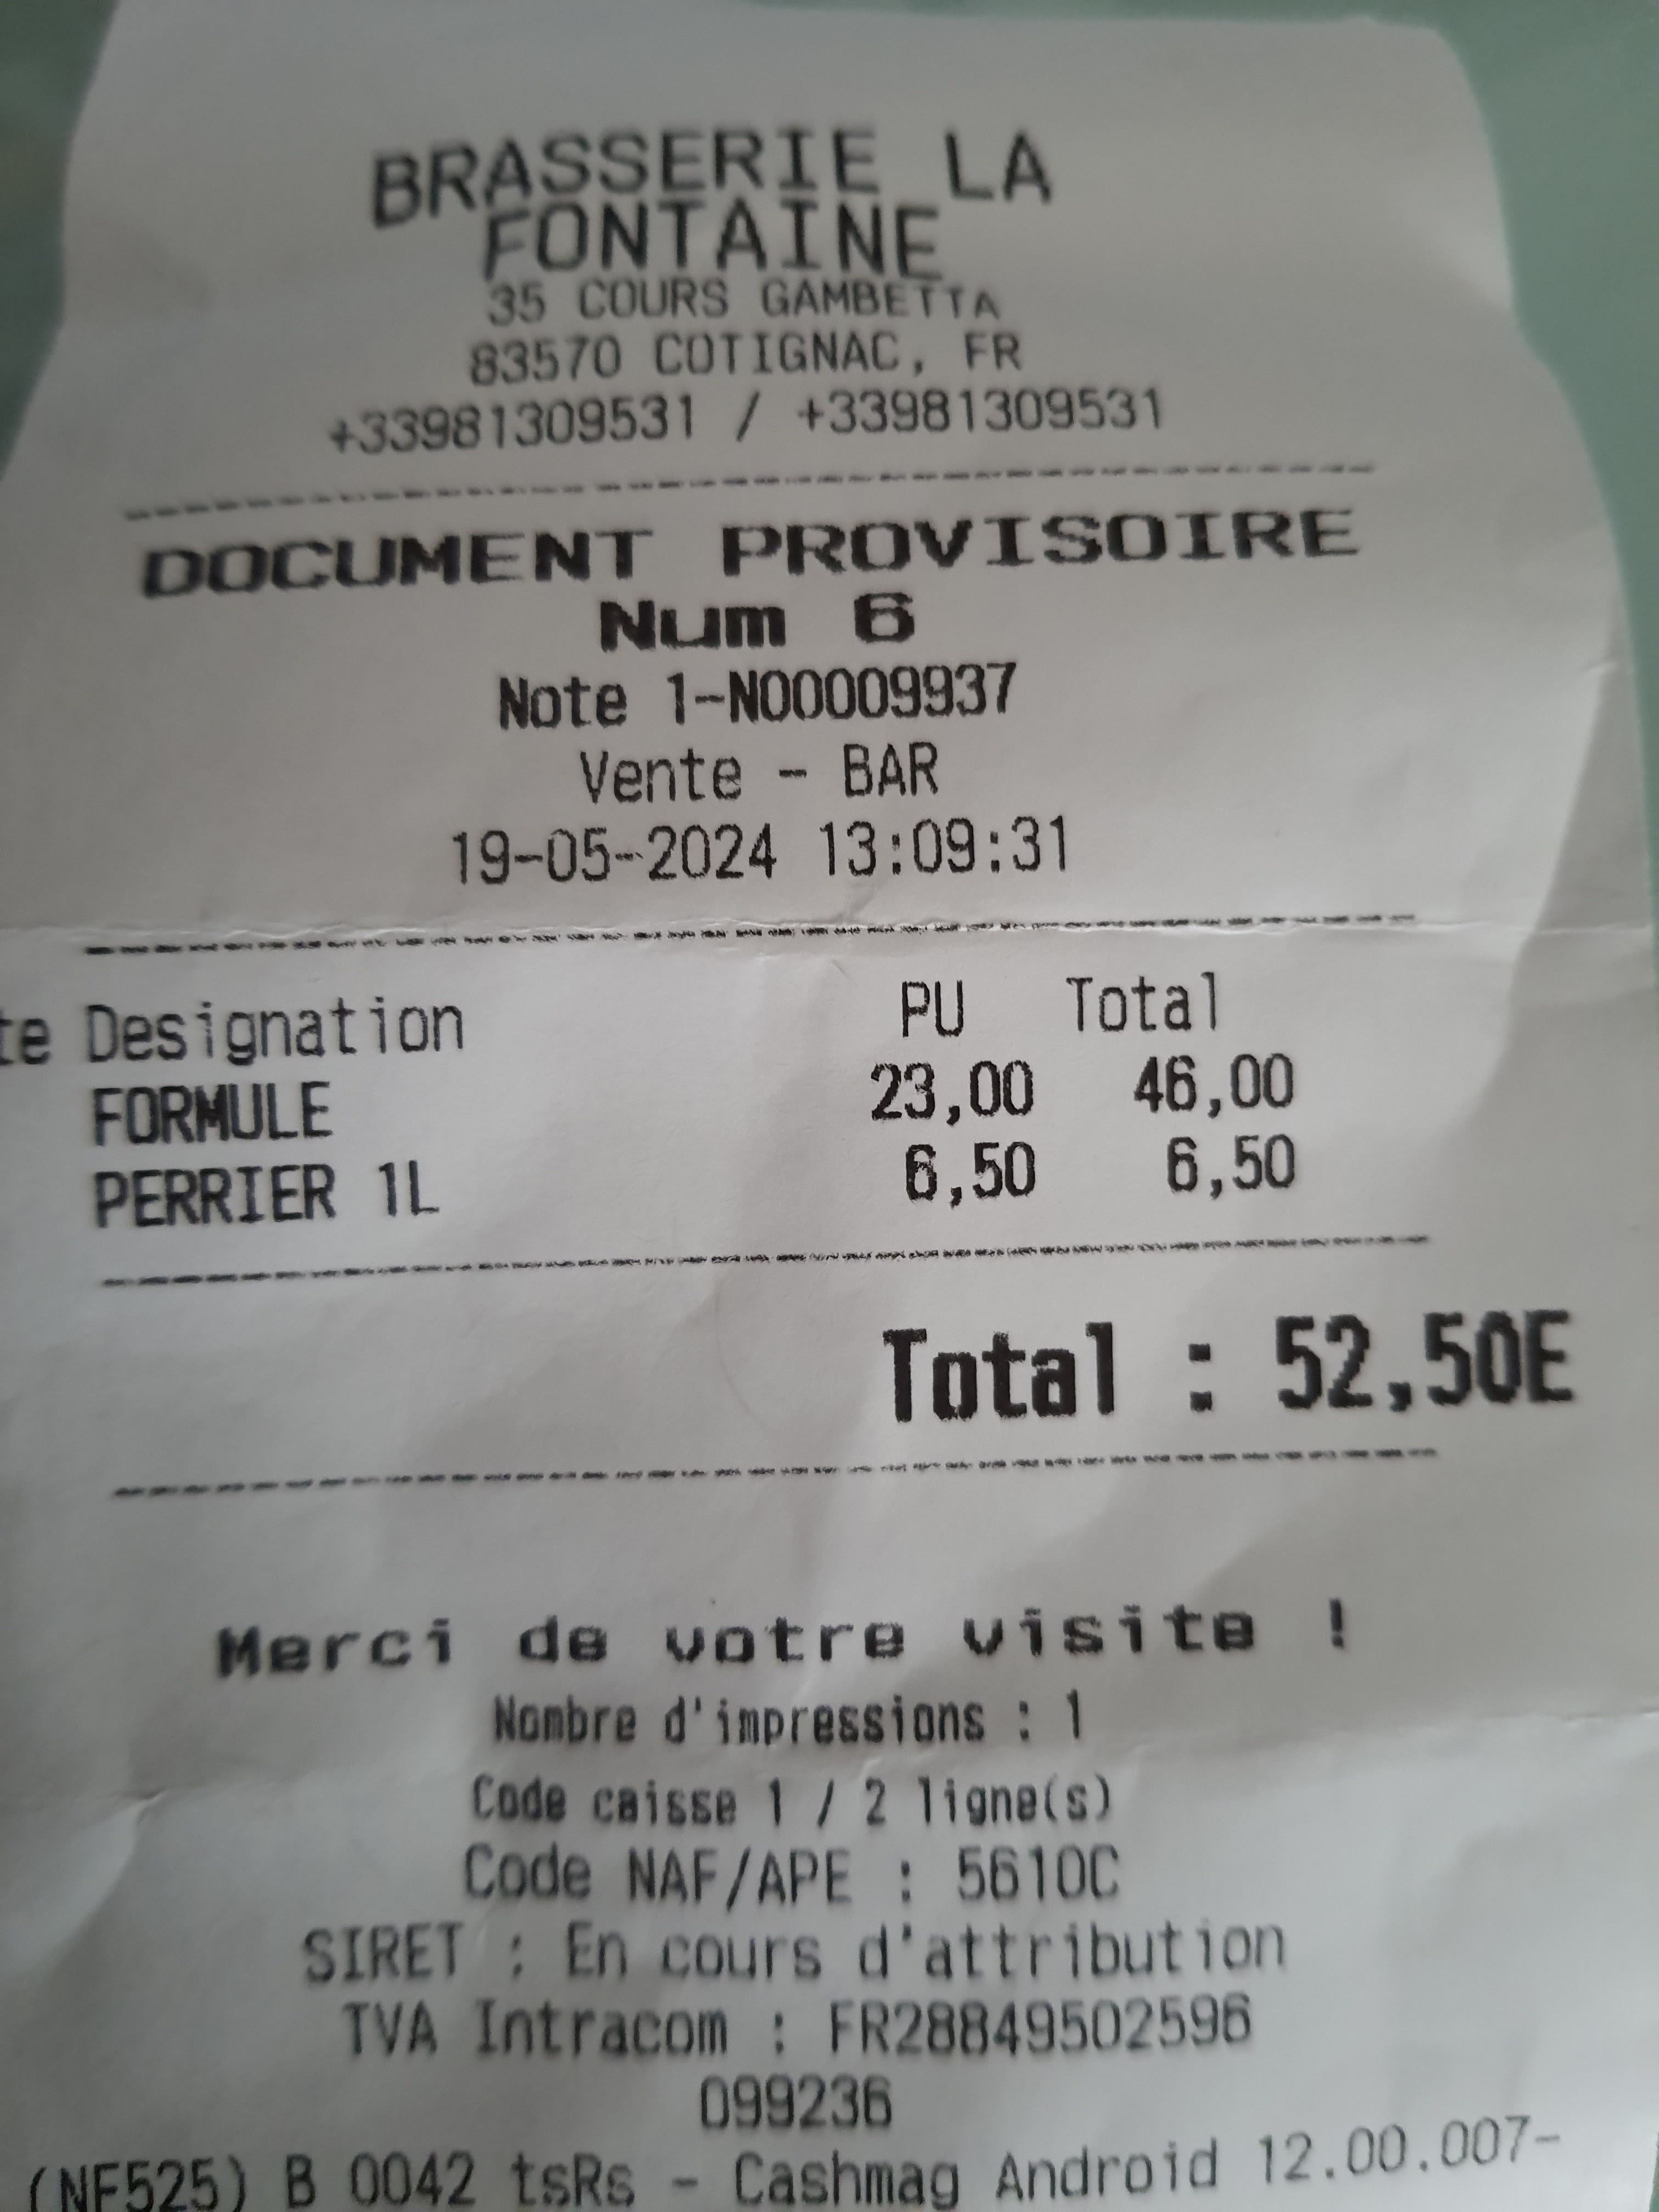 BRASSERIE LA
FONTAINE
35 COURS GAMBETTA
83570 COTIGNAC, FR
+33981309531 / +33981309531
DOCUMENT PROVISOIRE
Num 6
Note 1-N00009937
Vente - BAR
19-05-2024 13:09:31
te Designation PU Total
FORMULE 23,00 46,00
PERRIER 1L 6,50 6,50
Total : 52,50E
Merci de votre visite !
Nombre d'impressions : 1
Code caisse 1 / 2 ligne(s)
Code NAF/APE : 5610C
SIRET : En cours d'attribution
TVA Intracom : FR28849502596
099236
(NF525) B 0042 tsRs - Cashmag Android 12.00.007-